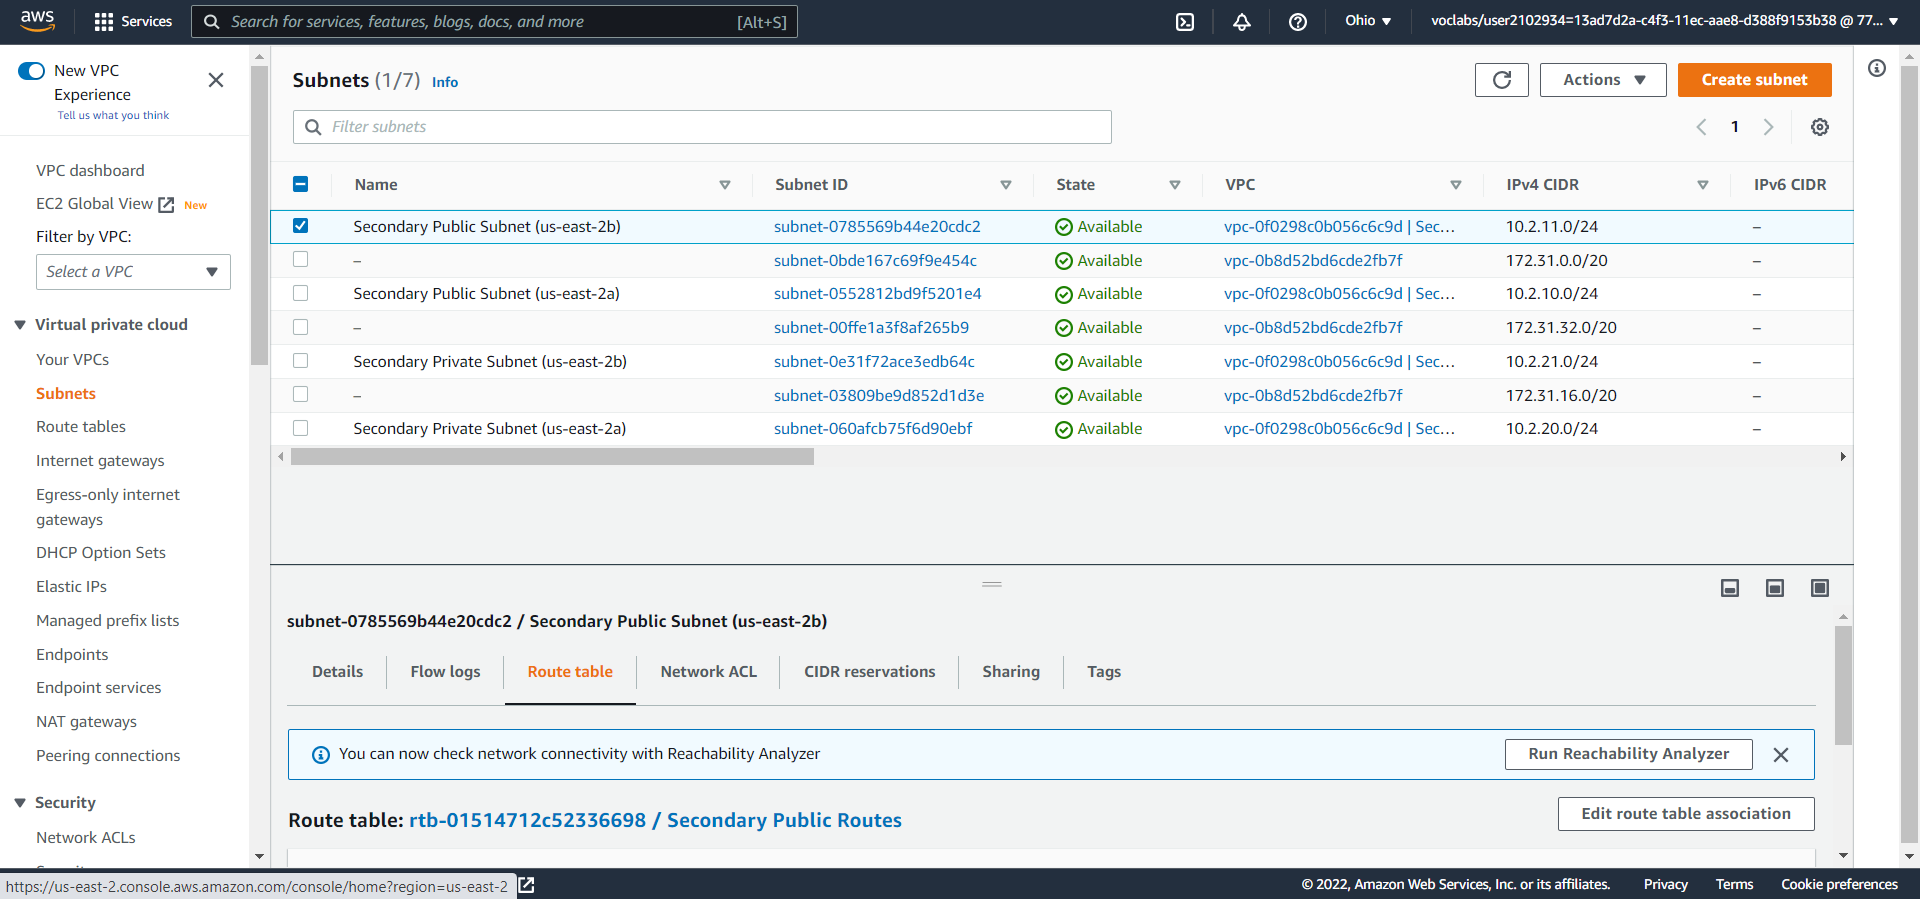 aws
Services
Search for services, features, blogs, docs, and more
[Alt+S]
Ohio
voclabs/user2102934=13ad7d2a-c4f3-11ec-aae8-d388f9153b38 @ 77...
New VPC
Experience
Tell us what you think
VPC dashboard
EC2 Global View
New
Filter by VPC:
Select a VPC
Virtual private cloud
Your VPCs
Subnets
Route tables
Internet gateways
Egress-only internet
gateways
DHCP Option Sets
Elastic IPs
Managed prefix lists
Endpoints
Endpoint services
NAT gateways
Peering connections
Security
Network ACLs
Subnets (1/7) Info
Actions
Create subnet
Filter subnets
1
Name Subnet ID State VPC IPv4 CIDR IPv6 CIDR
Secondary Public Subnet (us-east-2b) subnet-0785569b44e20cdc2 Available vpc-0f0298c0b056c6c9d | Sec... 10.2.11.0/24 –
– subnet-0bde167c69f9e454c Available vpc-0b8d52bd6cde2fb7f 172.31.0.0/20 –
Secondary Public Subnet (us-east-2a) subnet-0552812bd9f5201e4 Available vpc-0f0298c0b056c6c9d | Sec... 10.2.10.0/24 –
– subnet-00ffe1a3f8af265b9 Available vpc-0b8d52bd6cde2fb7f 172.31.32.0/20 –
Secondary Private Subnet (us-east-2b) subnet-0e31f72ace3edb64c Available vpc-0f0298c0b056c6c9d | Sec... 10.2.21.0/24 –
– subnet-03809be9d852d1d3e Available vpc-0b8d52bd6cde2fb7f 172.31.16.0/20 –
Secondary Private Subnet (us-east-2a) subnet-060afcb75f6d90ebf Available vpc-0f0298c0b056c6c9d | Sec... 10.2.20.0/24 –
subnet-0785569b44e20cdc2 / Secondary Public Subnet (us-east-2b)
Details Flow logs Route table Network ACL CIDR reservations Sharing Tags
You can now check network connectivity with Reachability Analyzer
Run Reachability Analyzer
Route table: rtb-01514712c52336698 / Secondary Public Routes
Edit route table association
https://us-east-2.console.aws.amazon.com/console/home?region=us-east-2
© 2022, Amazon Web Services, Inc. or its affiliates. Privacy Terms Cookie preferences